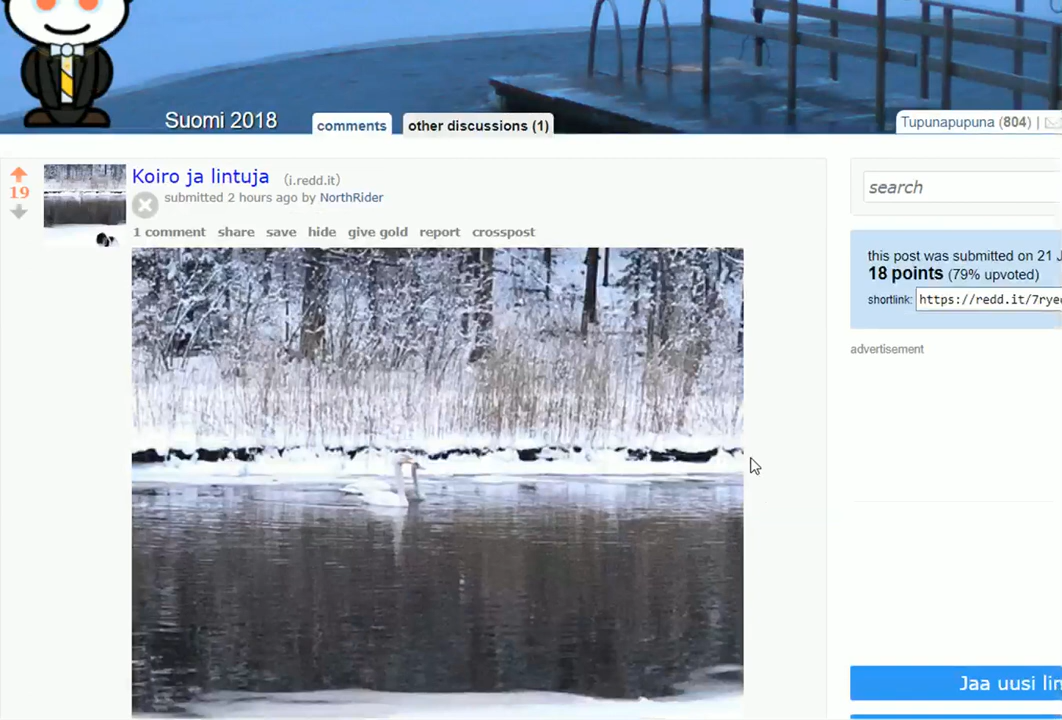 Suomi 2018
comments
other discussions (1)
Tupunapupuna (804) |
19
Koiro ja lintuja (i.redd.it)
submitted 2 hours ago by NorthRider
1 comment share save hide give gold report crosspost
search
this post was submitted on 21 J
18 points (79% upvoted)
shortlink: https://redd.it/7rye
advertisement
Jaa uusi lin